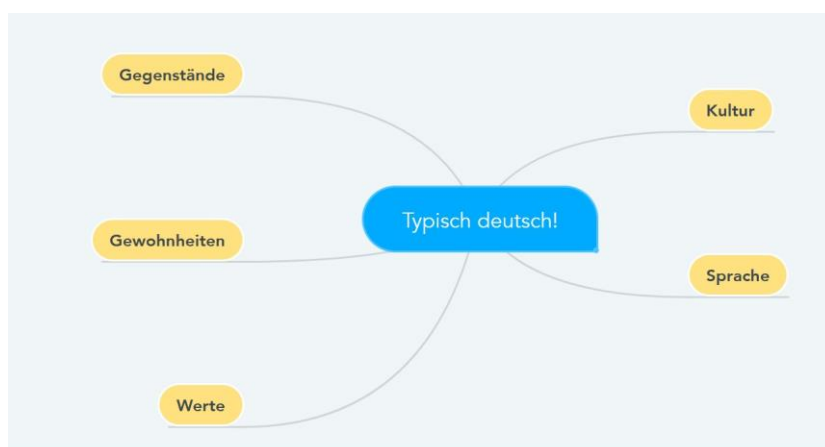 Gegenstände
Kultur
Typisch deutsch!
Gewohnheiten
Sprache
Werte